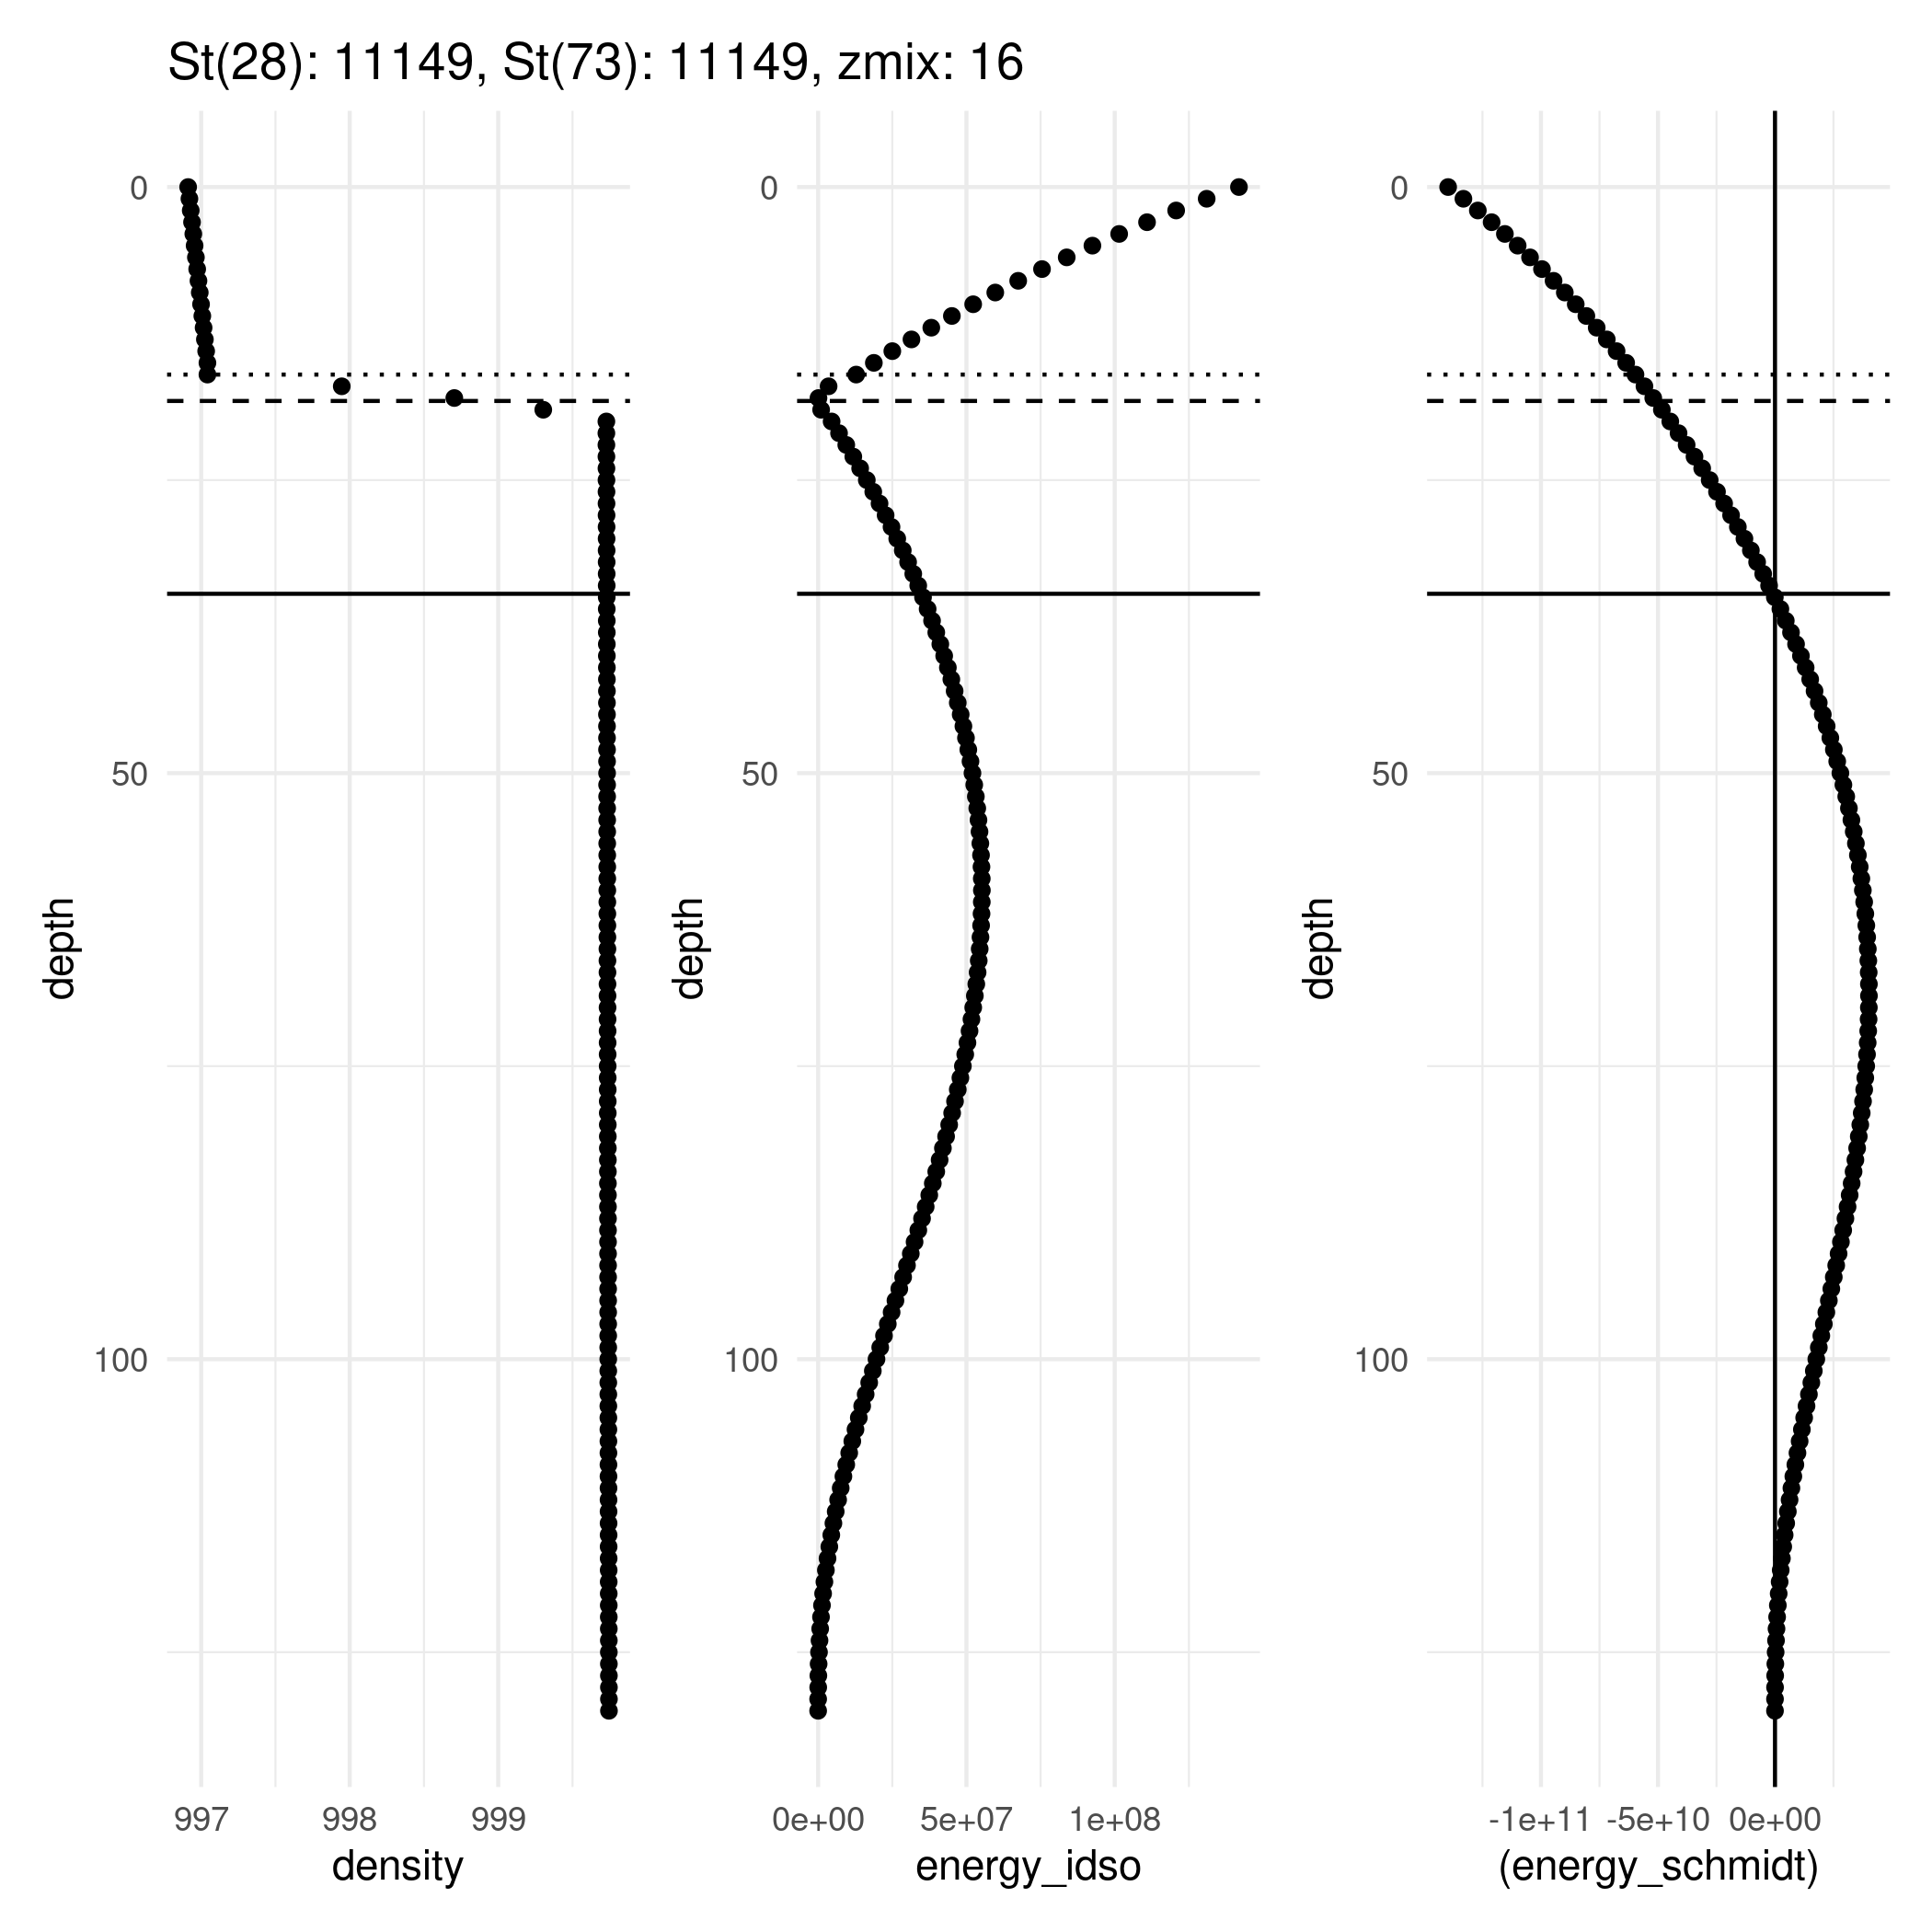 St(28): 11149, St(73): 11149, zmix: 16
0
50
100
depth
997 998 999
density
0
50
100
depth
0e+00 5e+07 1e+08
energy_idso
0
50
100
depth
-1e+11 -5e+10 0e+00
(energy_schmidt)